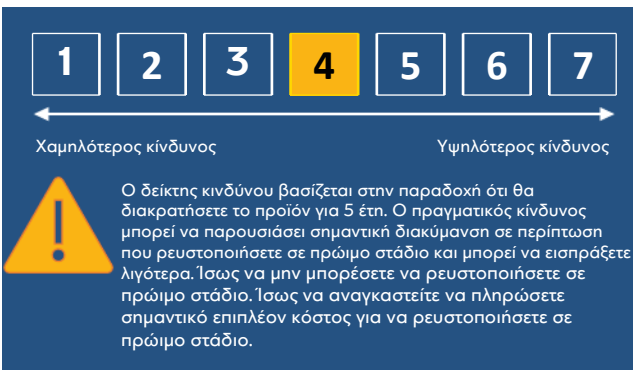 1 2 3 4 5 6 7
Χαμηλότερος κίνδυνος Υψηλότερος κίνδυνος
Ο δείκτης κινδύνου βασίζεται στην παραδοχή ότι θα
διακρατήσετε το προϊόν για 5 έτη. Ο πραγματικός κίνδυνος
μπορεί να παρουσιάσει σημαντική διακύμανση σε περίπτωση
που ρευστοποιήσετε σε πρώιμο στάδιο και μπορεί να εισπράξετε
λιγότερα. Ίσως να μην μπορέσετε να ρευστοποιήσετε σε
πρώιμο στάδιο. Ίσως να αναγκαστείτε να πληρώσετε
σημαντικό επιπλέον κόστος για να ρευστοποιήσετε σε
πρώιμο στάδιο.